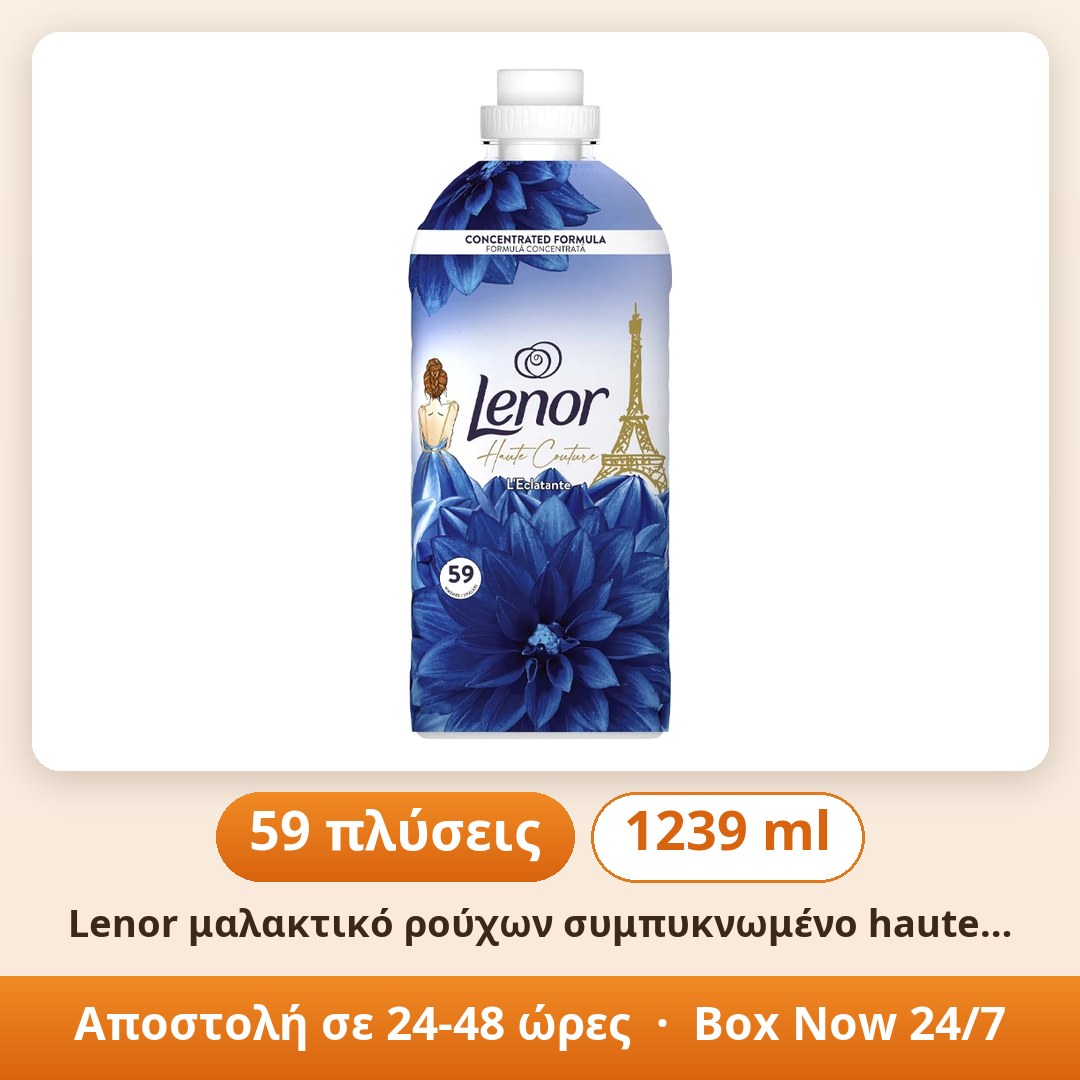 CONCENTRATED FORMULA
FORMULĂ CONCENTRATĂ
Lenor
Haute Couture
L'Eclatante
59
59 πλύσεις
1239 ml
Lenor μαλακτικό ρούχων συμπυκνωμένο haute...
Αποστολή σε 24-48 ώρες · Box Now 24/7